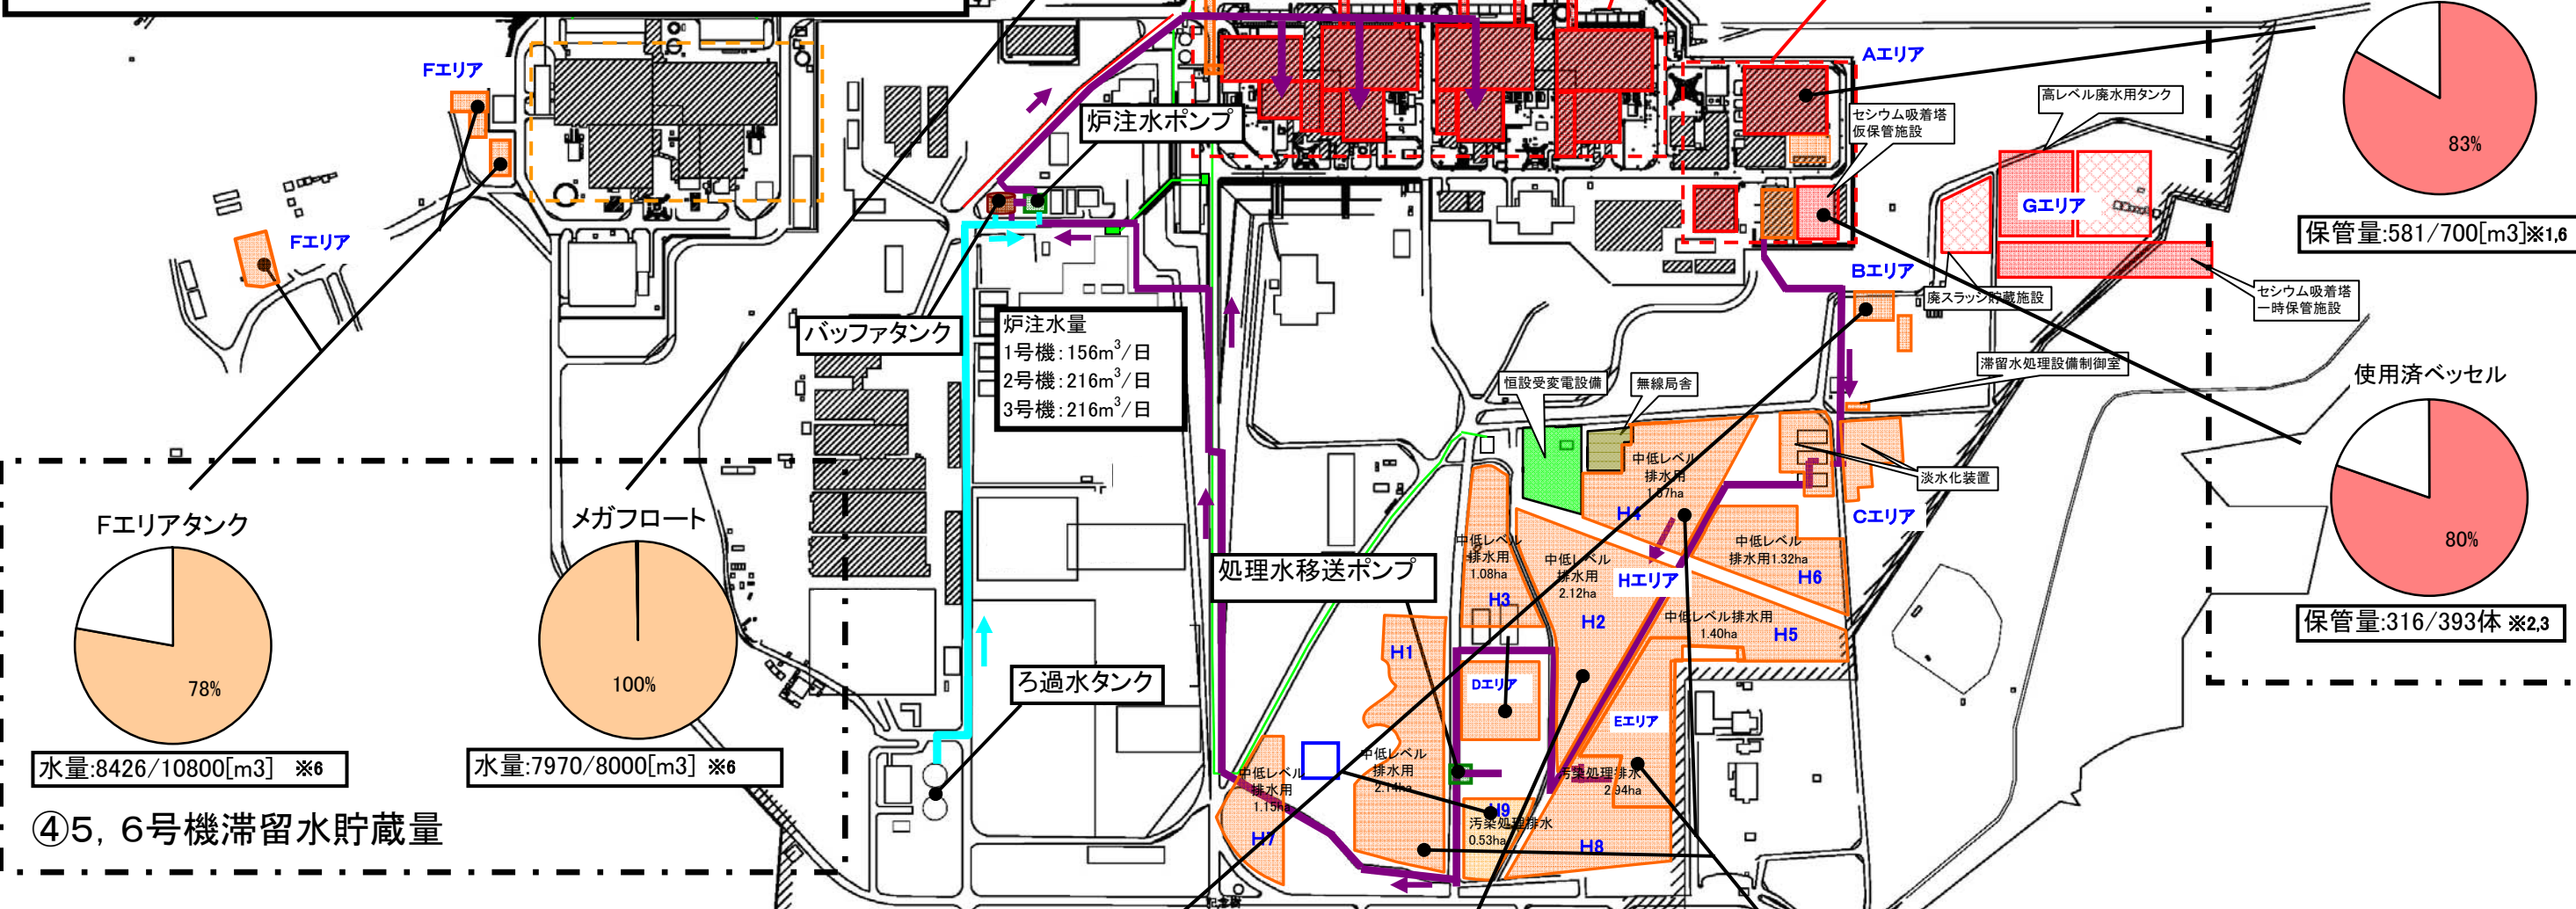 Fエリア
Aエリア
炉注水ポンプ
セシウム吸着塔
仮保管施設
高レベル廃水用タンク
83%
Gエリア
保管量:581/700[m3]※1,6
Fエリア
Bエリア
廃スラッジ貯蔵施設
セシウム吸着塔
一時保管施設
バッファタンク
炉注水量
1号機:156m³/日
2号機:216m³/日
3号機:216m³/日
滞留水処理設備制御室
恒設受変電設備
無線局舎
使用済ベッセル
80%
保管量:316/393体 ※2,3
中低レベル
排水用
1.37ha
H4
淡水化装置
Cエリア
Fエリアタンク
78%
水量:8426/10800[m3] ※6
メガフロート
100%
水量:7970/8000[m3] ※6
④5, 6号機滞留水貯蔵量
処理水移送ポンプ
中低レベル
排水用
1.08ha
H3
中低レベル
排水用
2.12ha
H2
Hエリア
中低レベル
排水用1.32ha
H6
中低レベル排水用
1.40ha
H5
H1
Dエリア
Eエリア
ろ過水タンク
中低レベル
排水用
2.14ha
中低レベル
排水用
1.15ha
H7
汚染処理排水
2.94ha
H9
汚染処理排水
0.53ha
H8